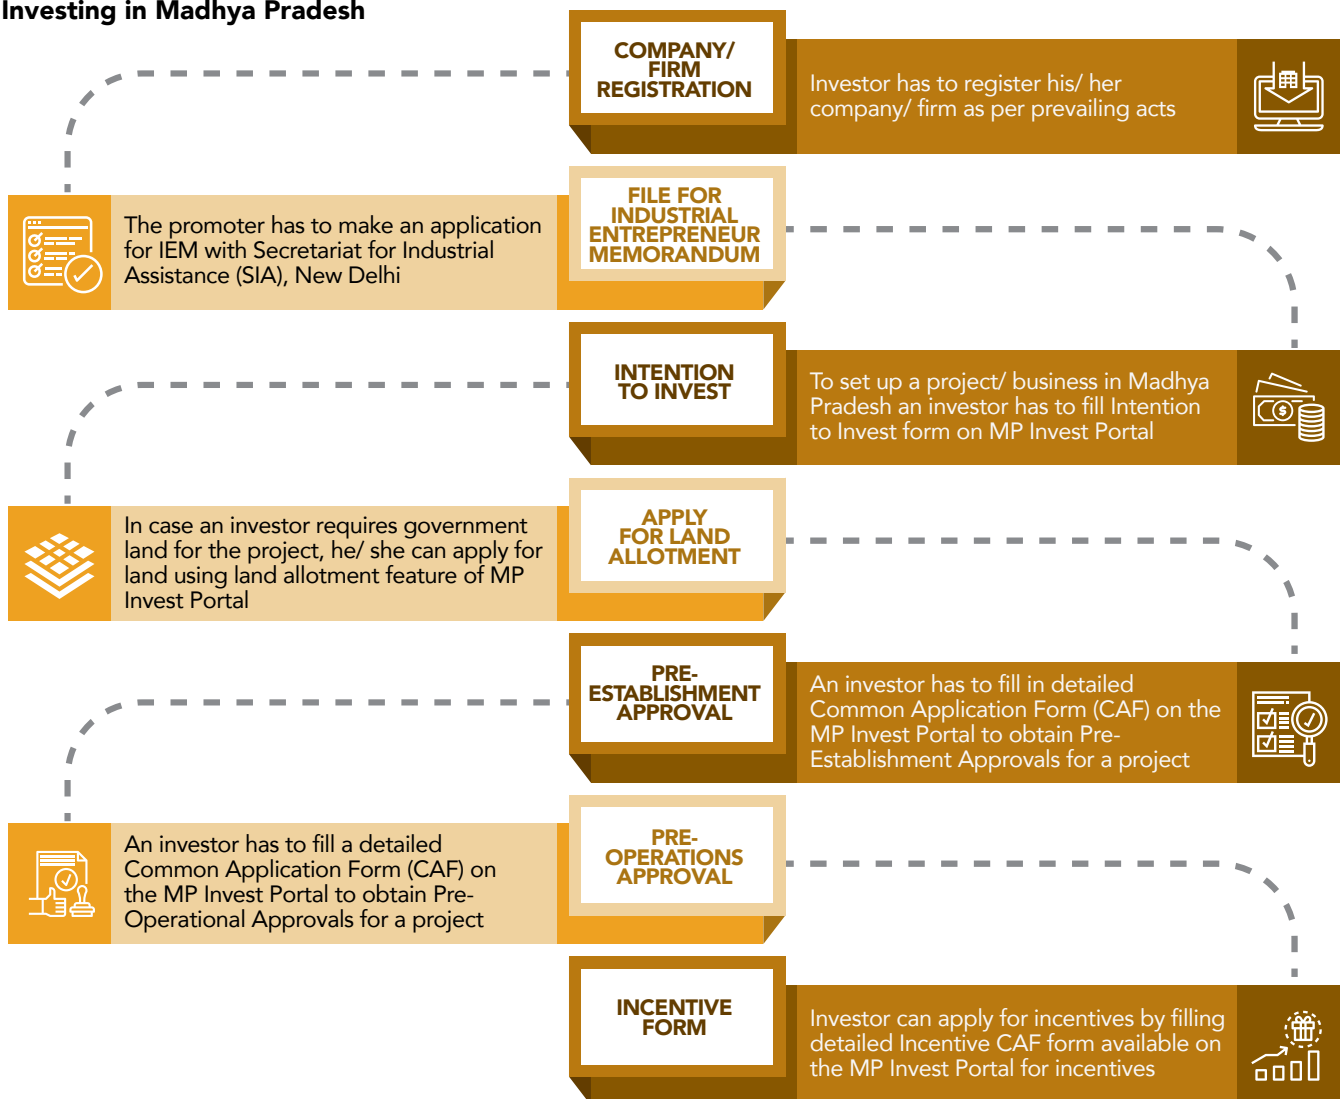 Investing in Madhya Pradesh
COMPANY/
FIRM
REGISTRATION
Investor has to register his/ her
company/ firm as per prevailing acts
FILE FOR
INDUSTRIAL
ENTREPRENEUR
MEMORANDUM
The promoter has to make an application
for IEM with Secretariat for Industrial
Assistance (SIA), New Delhi
INTENTION
TO INVEST
To set up a project/ business in Madhya
Pradesh an investor has to fill Intention
to Invest form on MP Invest Portal
APPLY
FOR LAND
ALLOTMENT
In case an investor requires government
land for the project, he/ she can apply for
land using land allotment feature of MP
Invest Portal
PRE-
ESTABLISHMENT
APPROVAL
An investor has to fill in detailed
Common Application Form (CAF) on the
MP Invest Portal to obtain Pre-
Establishment Approvals for a project
PRE-
OPERATIONS
APPROVAL
An investor has to fill a detailed
Common Application Form (CAF) on
the MP Invest Portal to obtain Pre-
Operational Approvals for a project
INCENTIVE
FORM
Investor can apply for incentives by filling
detailed Incentive CAF form available on
the MP Invest Portal for incentives